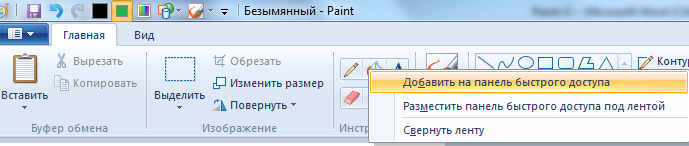 Безымянный - Paint
Главная Вид
Вставить
Вырезать
Копировать
Буфер обмена
Выделить
Обрезать
Изменить размер
Повернуть
Изображение
Инстр
Контур
Добавить на панель быстрого доступа
Разместить панель быстрого доступа под лентой
Свернуть ленту